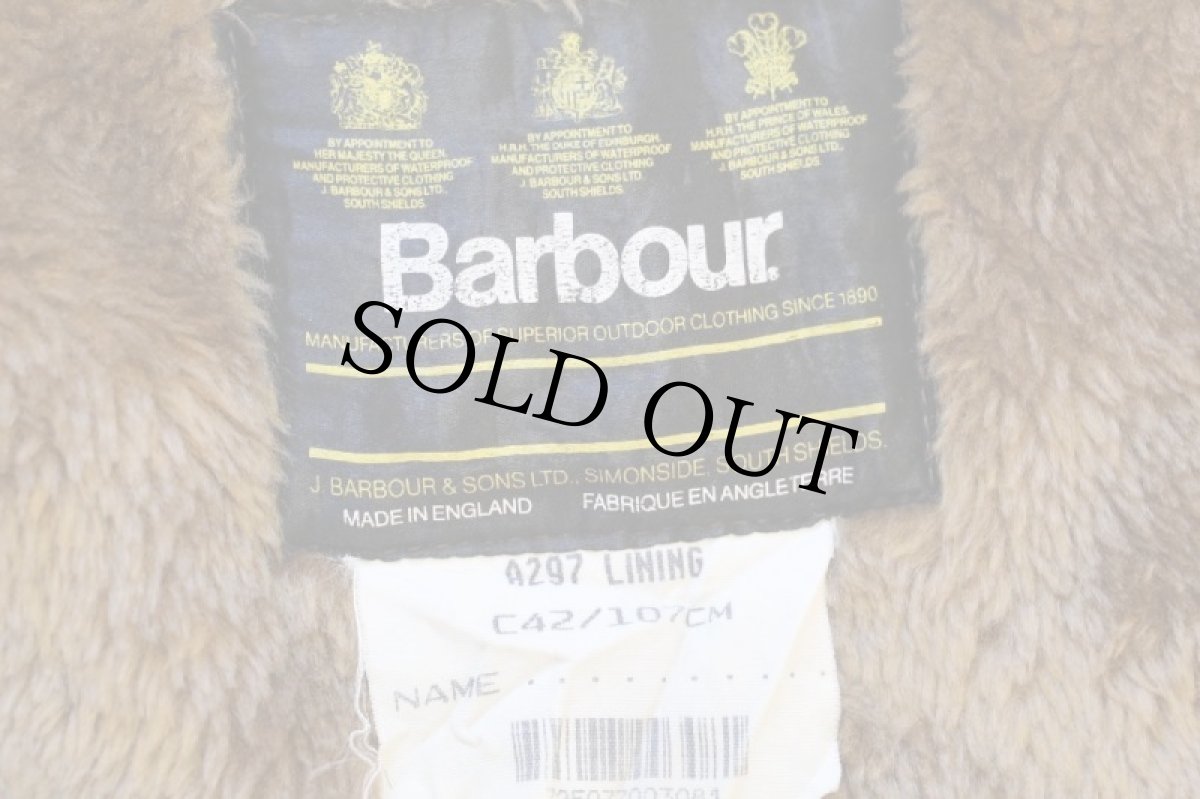 BY APPOINTMENT TO
HER MAJESTY THE QUEEN.
MANUFACTURERS OF WATERPROOF
AND PROTECTIVE CLOTHING
J. BARBOUR & SONS LTD.
SOUTH SHIELDS.
BY APPOINTMENT TO
H.R.H. THE DUKE OF EDINBURGH.
MANUFACTURERS OF WATERPROOF
AND PROTECTIVE CLOTHING
J. BARBOUR & SONS LTD.
SOUTH SHIELDS.
BY APPOINTMENT TO
H.R.H. THE PRINCE OF WALES.
MANUFACTURERS OF WATERPROOF
AND PROTECTIVE CLOTHING
J. BARBOUR & SONS LTD.
SOUTH SHIELDS.
Barbour.
MANUFACTURERS OF SUPERIOR OUTDOOR CLOTHING SINCE 1890
SOLD OUT
J. BARBOUR & SONS LTD., SIMONSIDE, SOUTH SHIELDS.
MADE IN ENGLAND FABRIQUE EN ANGLETERRE
A297 LINING
C42/107CM
NAME . . . . . . . . . .